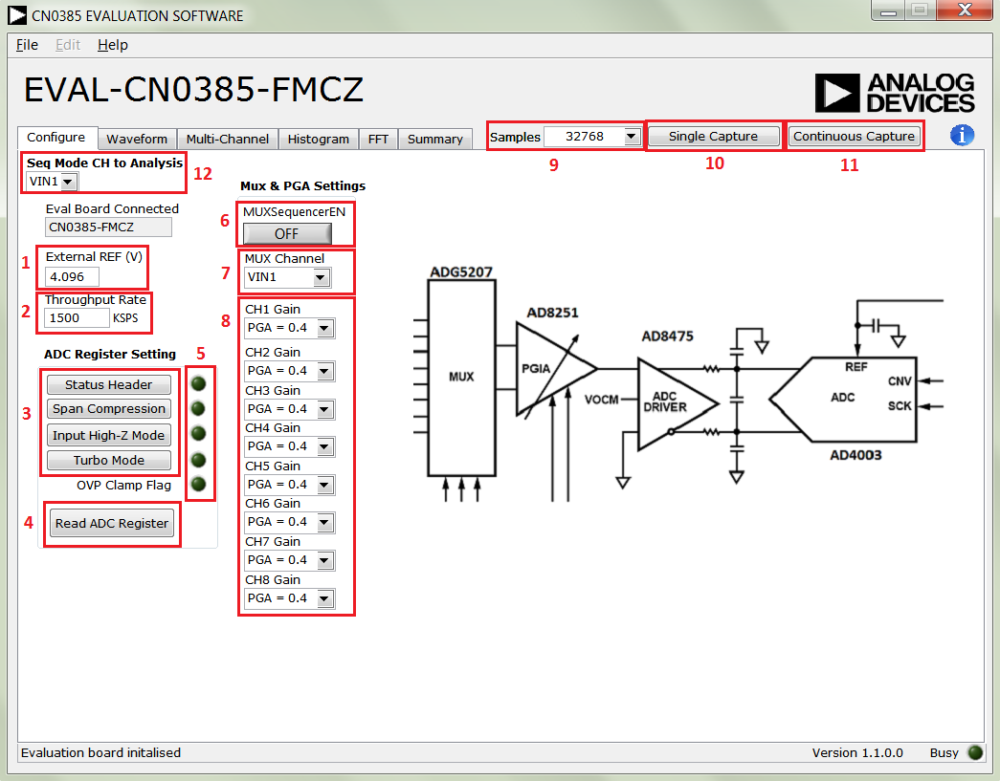 CN0385 EVALUATION SOFTWARE
File Edit Help
EVAL-CN0385-FMCZ
ANALOG
DEVICES
Configure Waveform Multi-Channel Histogram FFT Summary
Samples 32768 Single Capture Continuous Capture
9 10 11
Seq Mode CH to Analysis
VIN1
12
Eval Board Connected
CN0385-FMCZ
1
External REF (V)
4.096
2
Throughput Rate
1500 KSPS
ADC Register Setting
5
3
Status Header
Span Compression
Input High-Z Mode
Turbo Mode
OVP Clamp Flag
4
Read ADC Register
Mux & PGA Settings
6
MUXSequencerEN
OFF
7
MUX Channel
VIN1
8
CH1 Gain
PGA = 0.4
CH2 Gain
PGA = 0.4
CH3 Gain
PGA = 0.4
CH4 Gain
PGA = 0.4
CH5 Gain
PGA = 0.4
CH6 Gain
PGA = 0.4
CH7 Gain
PGA = 0.4
CH8 Gain
PGA = 0.4
ADG5207
MUX
AD8251
PGIA
AD8475
VOCM
ADC
DRIVER
REF
ADC
CNV
SCK
AD4003
Evaluation board initalised
Version 1.1.0.0 Busy